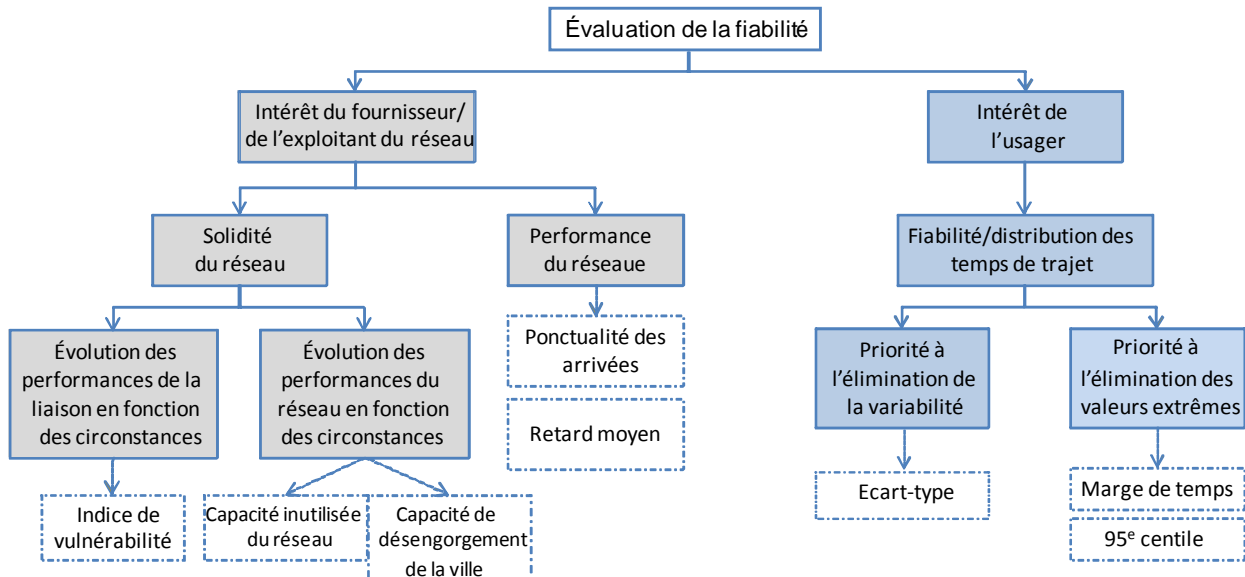 Évaluation de la fiabilité
Intérêt du fournisseur/
de l’exploitant du réseau
Intérêt de
l’usager
Solidité
du réseau
Performance
du réseaue
Fiabilité/distribution des
temps de trajet
Évolution des
performances de la
liaison en fonction
des circonstances
Évolution des
performances du
réseau en fonction
des circonstances
Ponctualité des
arrivées
Retard moyen
Priorité à
l’élimination de
la variabilité
Priorité à
l’élimination des
valeurs extrêmes
Indice de
vulnérabilité
Capacité inutilisée
du réseau
Capacité de
désengorgement
de la ville
Ecart-type
Marge de temps
95e centile